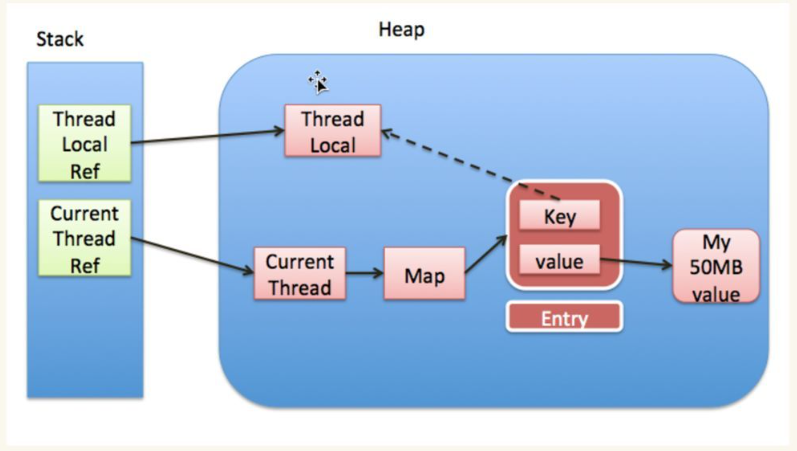 Stack
Heap
Thread
Local
Ref
Thread
Local
Current
Thread
Ref
Current
Thread
Map
Key
value
My
50MB
value
Entry